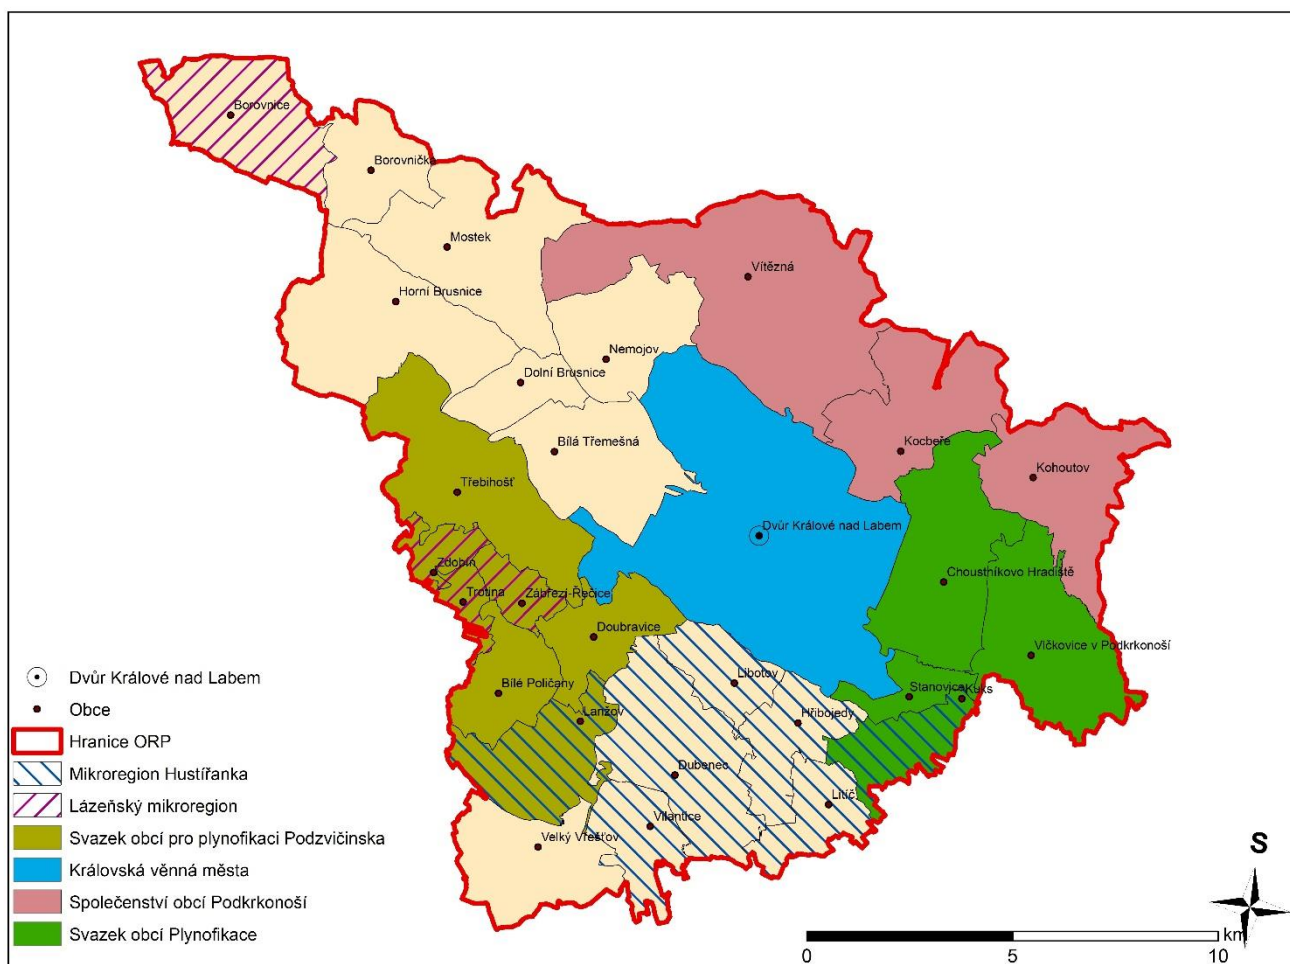 Borovnice
Borovnička
Mostek
Vítězná
Horní Brusnice
Nemojov
Dolní Brusnice
Bílá Třemešná
Kocbeře
Kohoutov
Třebihošť
Dvůr Králové nad Labem
Zdobín
Choustníkovo Hradiště
Trotina
Zábřezí-Řečice
Doubravice
Vlčkovice v Podkrkonoší
Libotov
Bílé Poličany
Stanovice
Kuks
Lanžov
Hřibojedy
Dubenec
Litíč
Vilantice
Velký Vřešťov
Dvůr Králové nad Labem
Obce
Hranice ORP
Mikroregion Hustířanka
Lázeňský mikroregion
Svazek obcí pro plynofikaci Podzvičinska
Královská věnná města
Společenství obcí Podkrkonoší
Svazek obcí Plynofikace
S
km
0
5
10